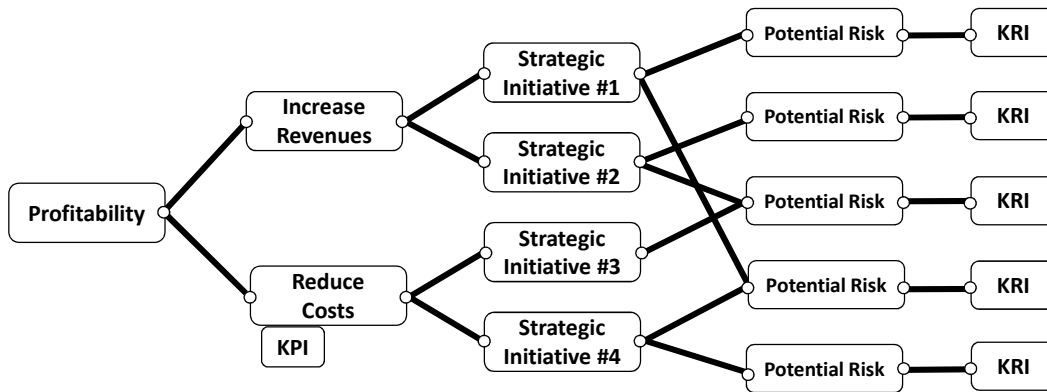 Profitability
Increase
Revenues
Reduce
Costs
KPI
Strategic
Initiative #1
Strategic
Initiative #2
Strategic
Initiative #3
Strategic
Initiative #4
Potential Risk
KRI
Potential Risk
KRI
Potential Risk
KRI
Potential Risk
KRI
Potential Risk
KRI